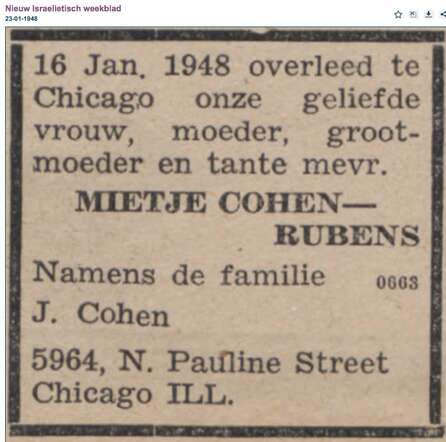 Nieuw Israelietisch weekblad
23-01-1948
16 Jan. 1948 overleed te
Chicago onze geliefde
vrouw, moeder, groot-
moeder en tante mevr.
MIETJE COHEN—
RUBENS
Namens de familie 0663
J. Cohen
5964, N. Pauline Street
Chicago ILL.